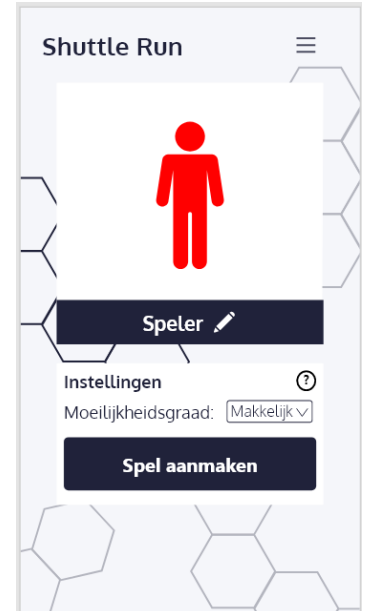 Shuttle Run
Speler
Instellingen
?
Moeilijkheidsgraad: Makkelijk
Spel aanmaken